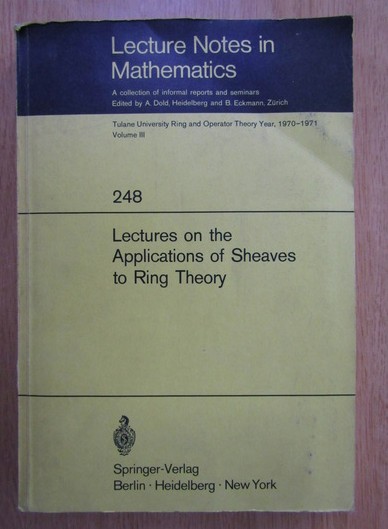 Lecture Notes in
Mathematics
A collection of informal reports and seminars
Edited by A. Dold, Heidelberg and B. Eckmann, Zürich
Tulane University Ring and Operator Theory Year, 1970–1971
Volume III
248
Lectures on the
Applications of Sheaves
to Ring Theory
Springer-Verlag
Berlin · Heidelberg · New York